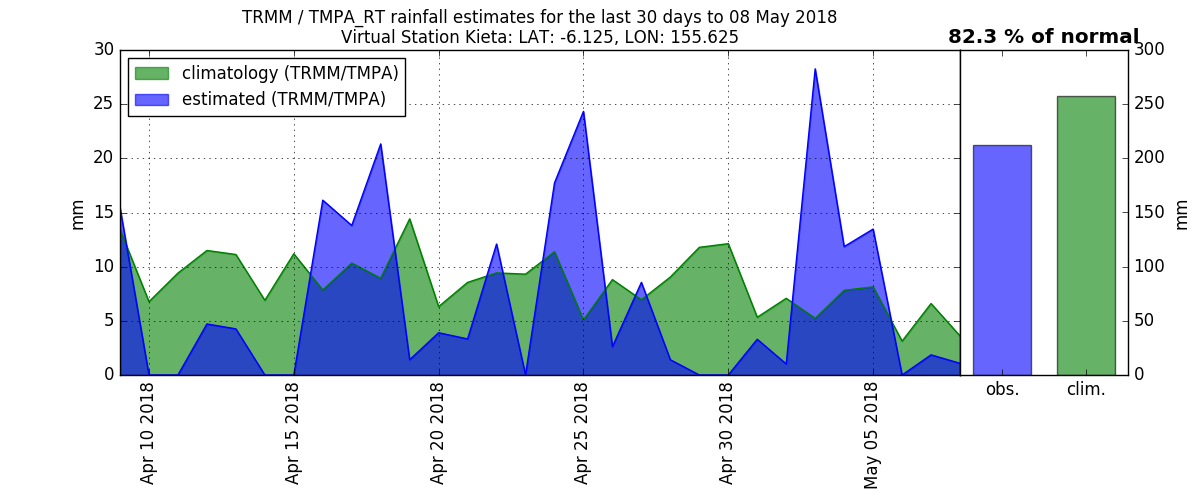 TRMM / TMPA_RT rainfall estimates for the last 30 days to 08 May 2018
Virtual Station Kieta: LAT: -6.125, LON: 155.625
82.3 % of normal
climatology (TRMM/TMPA)
estimated (TRMM/TMPA)
30
25
20
15
10
5
0
mm
300
250
200
150
100
50
0
mm
Apr 10 2018
Apr 15 2018
Apr 20 2018
Apr 25 2018
Apr 30 2018
May 05 2018
obs.
clim.